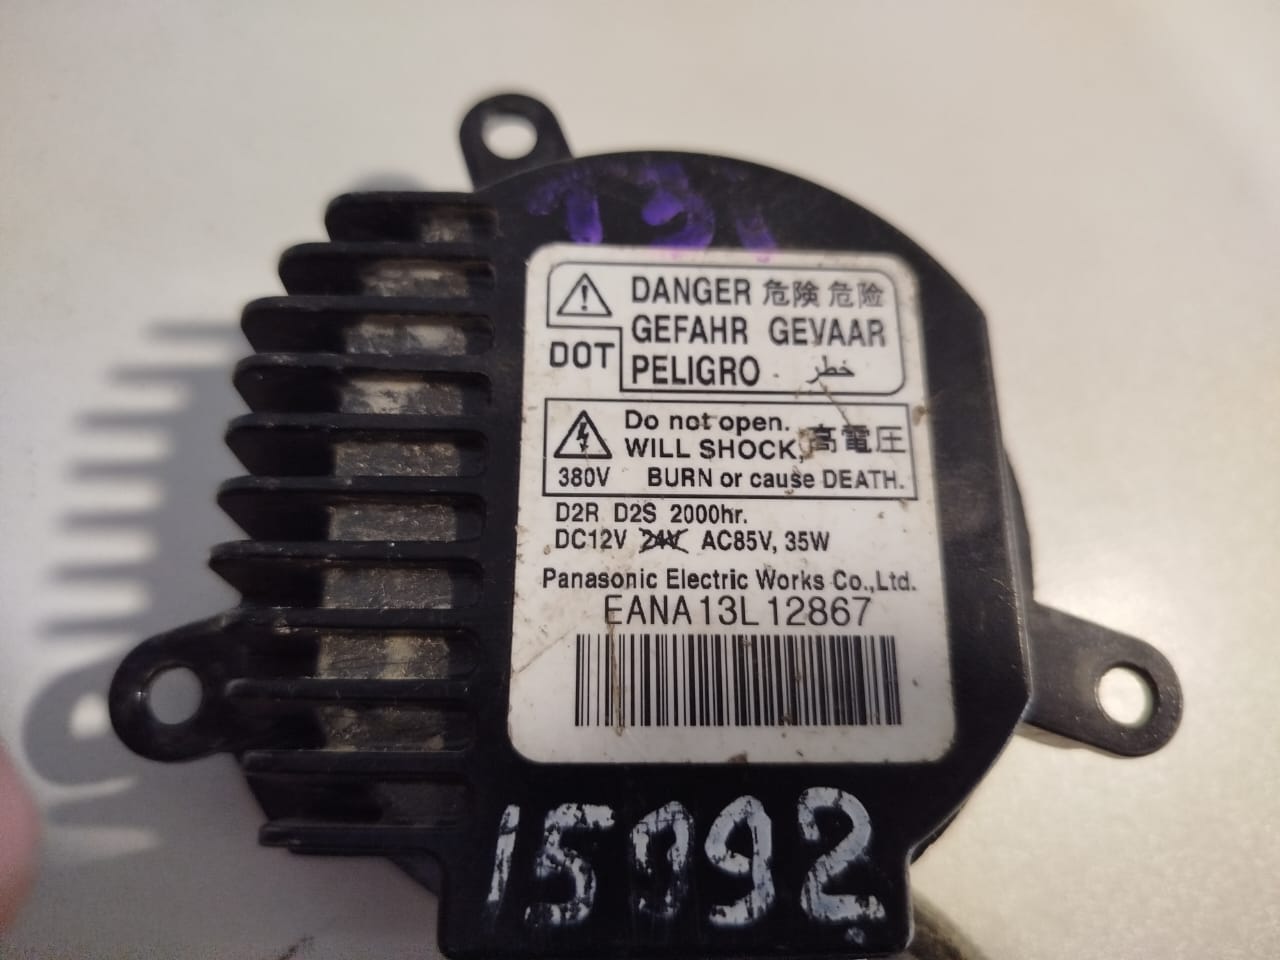 DANGER 危険 危险
GEFAHR GEVAAR
DOT PELIGRO خطر
Do not open.
WILL SHOCK, 高電圧
380V BURN or cause DEATH.
D2R D2S 2000hr.
DC12V 24V AC85V, 35W
Panasonic Electric Works Co.,Ltd.
EANA13L12867
15092